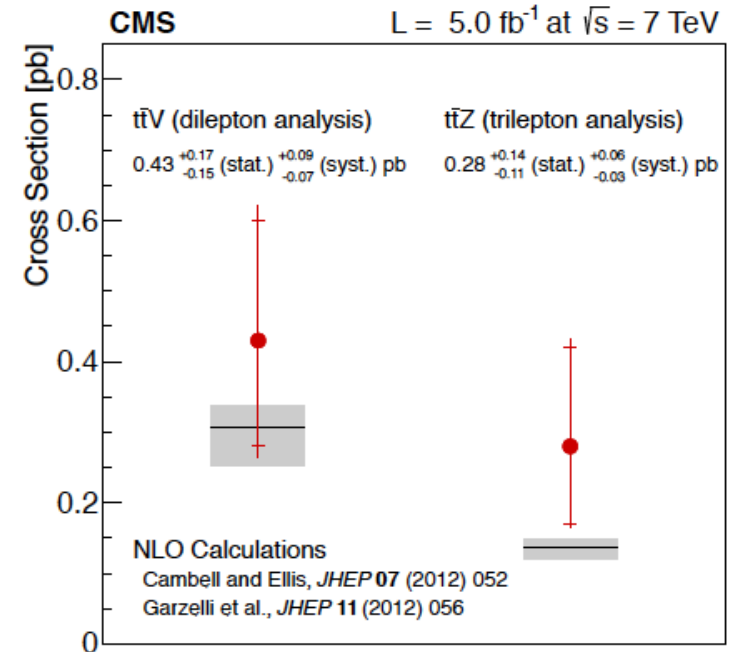 CMS L = 5.0 fb⁻¹ at √s = 7 TeV
Cross Section [pb]
0.8
tt̄V (dilepton analysis) tt̄Z (trilepton analysis)
0.43 +0.17 -0.15 (stat.) +0.09 -0.07 (syst.) pb 0.28 +0.14 -0.11 (stat.) +0.06 -0.03 (syst.) pb
0.6
0.4
0.2
NLO Calculations
Cambell and Ellis, JHEP 07 (2012) 052
Garzelli et al., JHEP 11 (2012) 056
0